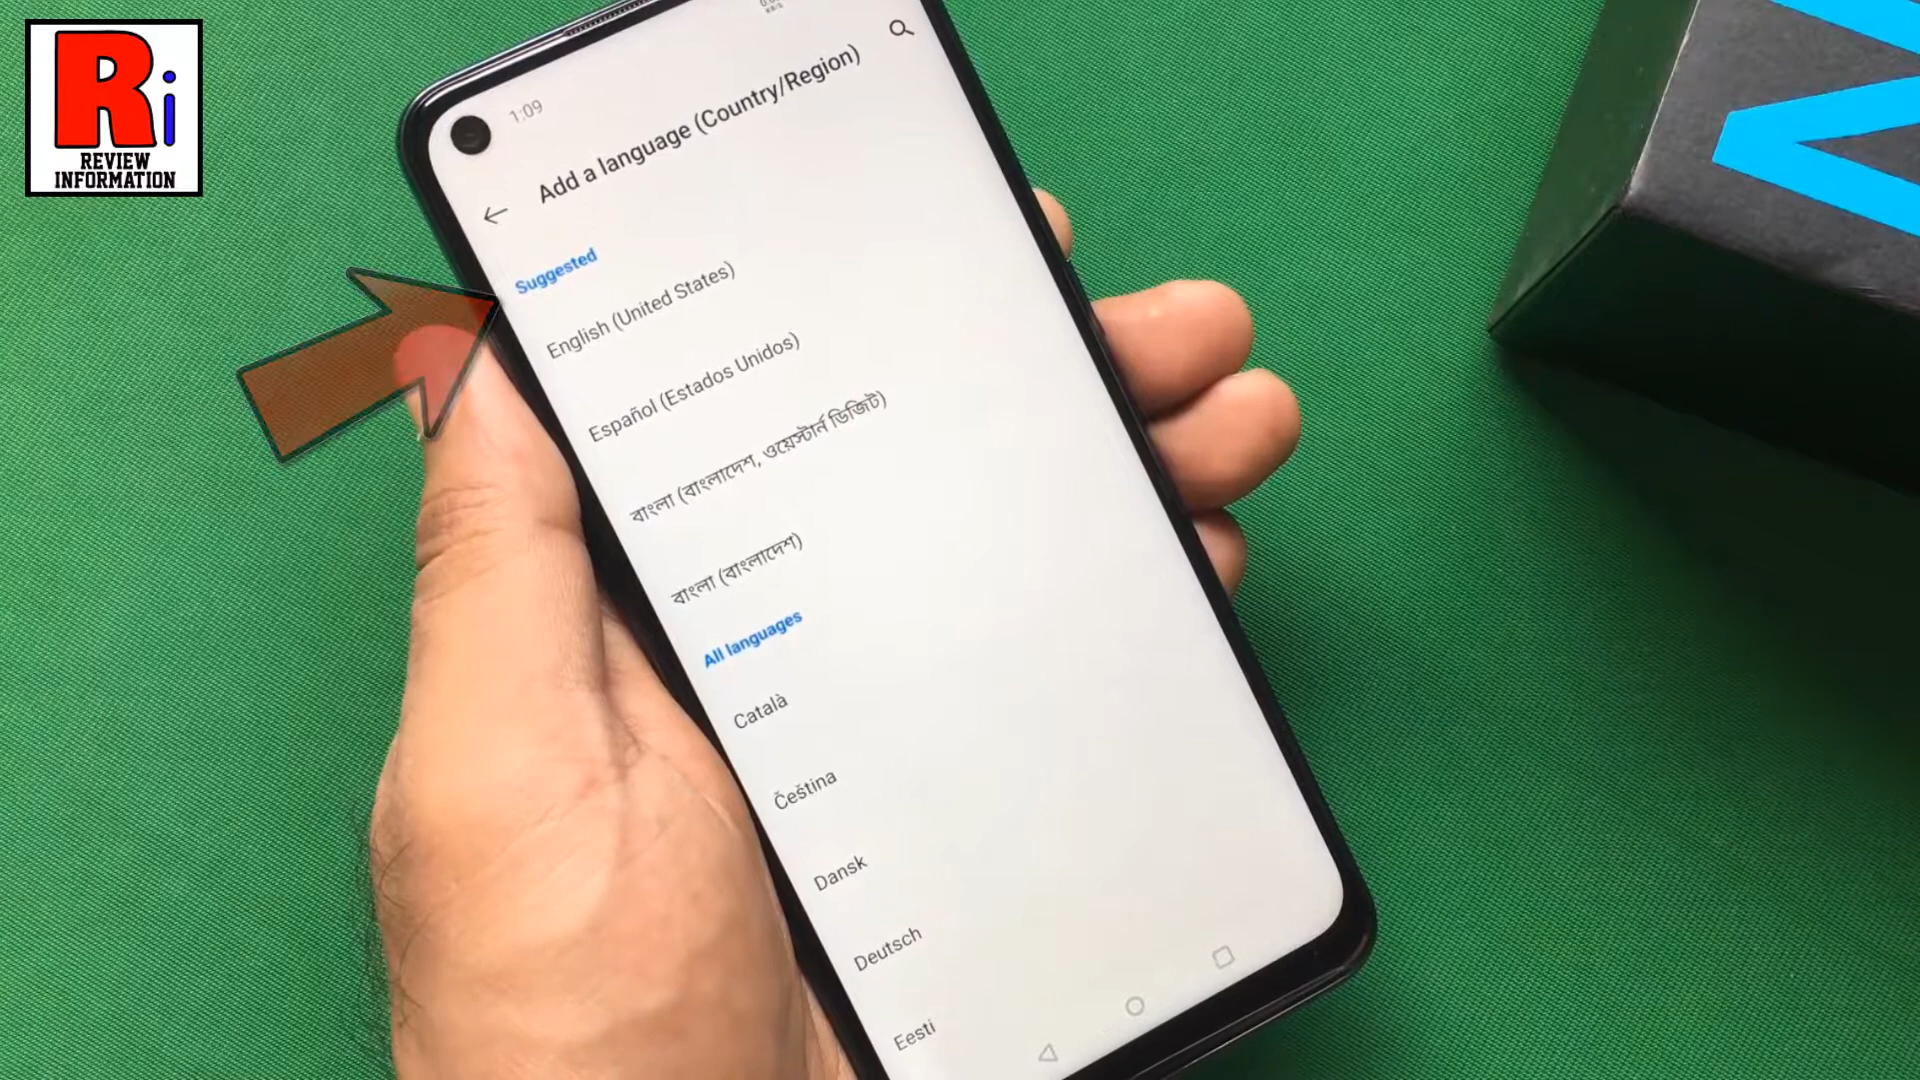 Ri
REVIEW
INFORMATION
1:09
Add a language (Country/Region)
Suggested
English (United States)
Español (Estados Unidos)
বাংলা (বাংলাদেশ, ওয়েস্টার্ন ডিজিট)
বাংলা (বাংলাদেশ)
All languages
Català
Čeština
Dansk
Deutsch
Eesti